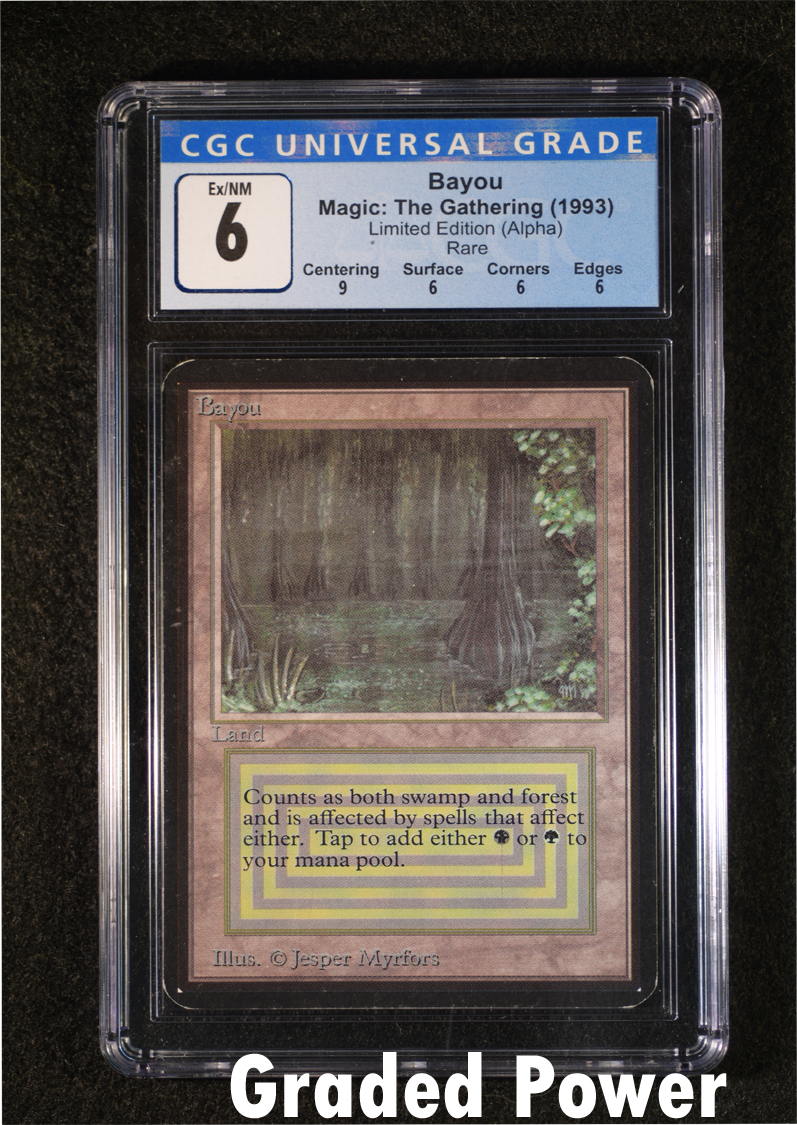 CGC UNIVERSAL GRADE
Ex/NM
6
Bayou
Magic: The Gathering (1993)
Limited Edition (Alpha)
Rare
Centering Surface Corners Edges
9 6 6 6
Bayou
Land
Counts as both swamp and forest
and is affected by spells that affect
either. Tap to add either or to
your mana pool.
Illus. © Jesper Myrfors
Graded Power